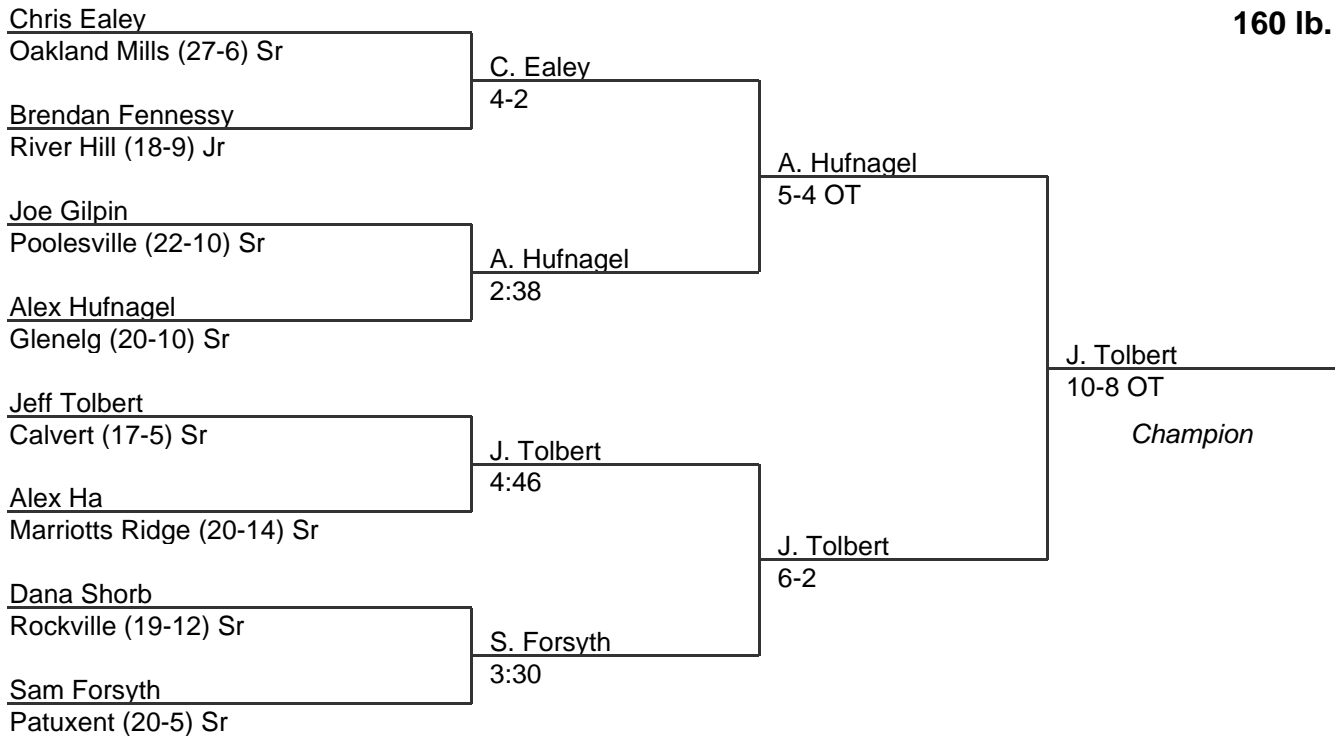 160 lb.
Chris Ealey
Oakland Mills (27-6) Sr
Brendan Fennessy
River Hill (18-9) Jr
Joe Gilpin
Poolesville (22-10) Sr
Alex Hufnagel
Glenelg (20-10) Sr
Jeff Tolbert
Calvert (17-5) Sr
Alex Ha
Marriotts Ridge (20-14) Sr
Dana Shorb
Rockville (19-12) Sr
Sam Forsyth
Patuxent (20-5) Sr
C. Ealey
4-2
A. Hufnagel
2:38
J. Tolbert
4:46
S. Forsyth
3:30
A. Hufnagel
5-4 OT
J. Tolbert
6-2
J. Tolbert
10-8 OT
Champion